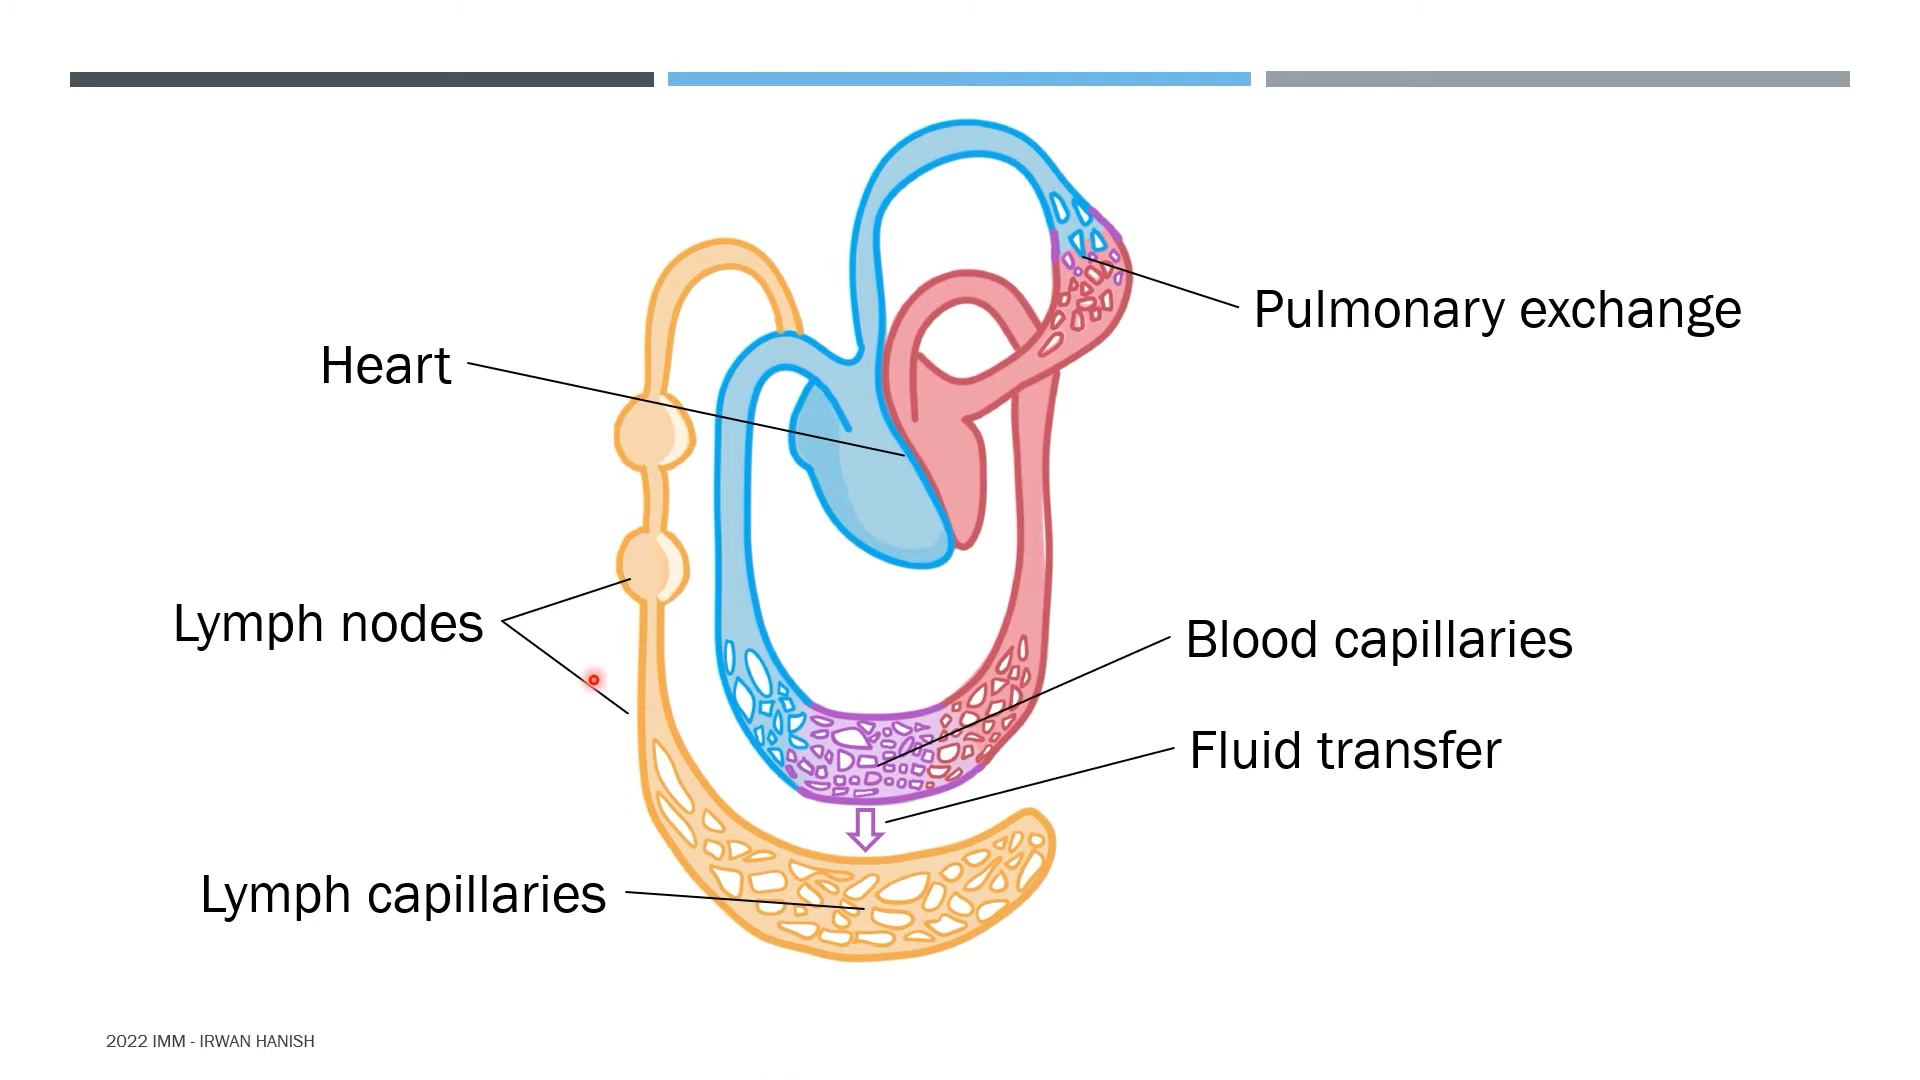 Pulmonary exchange
Heart
Lymph nodes
Blood capillaries
Fluid transfer
Lymph capillaries
2022 IMM - IRWAN HANISH